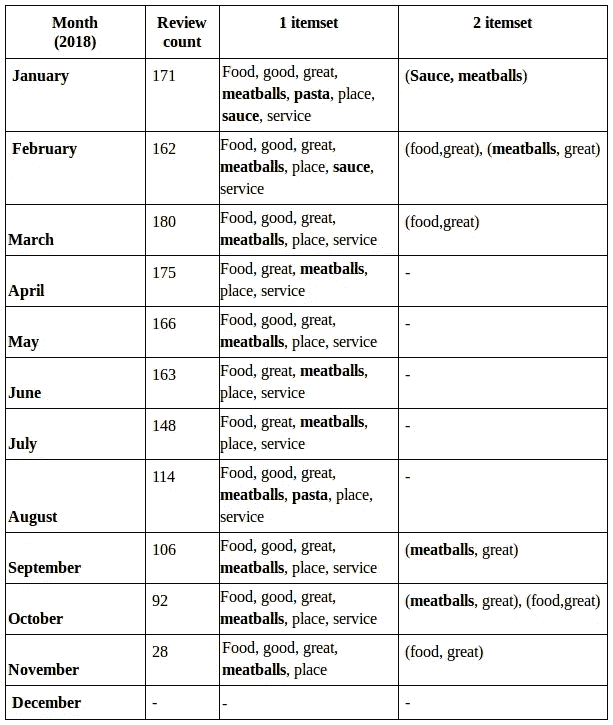 Month
(2018)
Review
count
1 itemset
2 itemset
January
171
Food, good, great,
meatballs, pasta, place,
sauce, service
(Sauce, meatballs)
February
162
Food, good, great,
meatballs, place, sauce,
service
(food,great), (meatballs, great)
March
180
Food, good, great,
meatballs, place, service
(food,great)
April
175
Food, great, meatballs,
place, service
-
May
166
Food, good, great,
meatballs, place, service
-
June
163
Food, great, meatballs,
place, service
-
July
148
Food, great, meatballs,
place, service
-
August
114
Food, good, great,
meatballs, pasta, place,
service
-
September
106
Food, good, great,
meatballs, place, service
(meatballs, great)
October
92
Food, good, great,
meatballs, place, service
(meatballs, great), (food,great)
November
28
Food, good, great,
meatballs, place
(food, great)
December
-
-
-